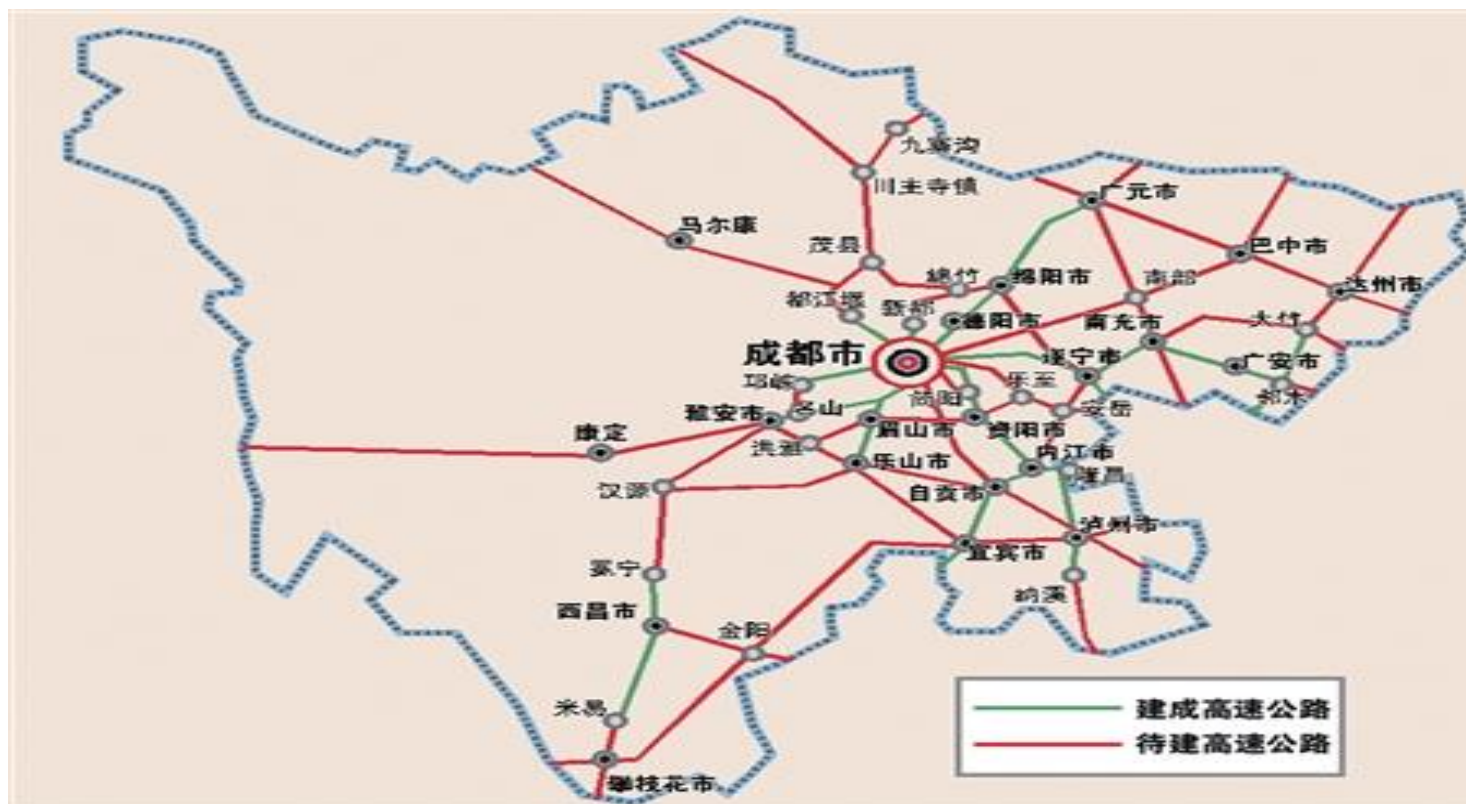 九寨沟
川主寺镇
广元市
马尔康
茂县
巴中市
绵竹
绵阳市
南部
达州市
都江堰
新都
德阳市
南充市
大竹
成都市
遂宁市
广安市
邛崃
乐至
简阳
邻水
名山
安岳
雅安市
眉山市
资阳市
康定
洪雅
乐山市
内江市
隆昌
汉源
自贡市
泸州市
宜宾市
冕宁
纳溪
西昌市
金阳
米易
攀枝花市
建成高速公路
待建高速公路